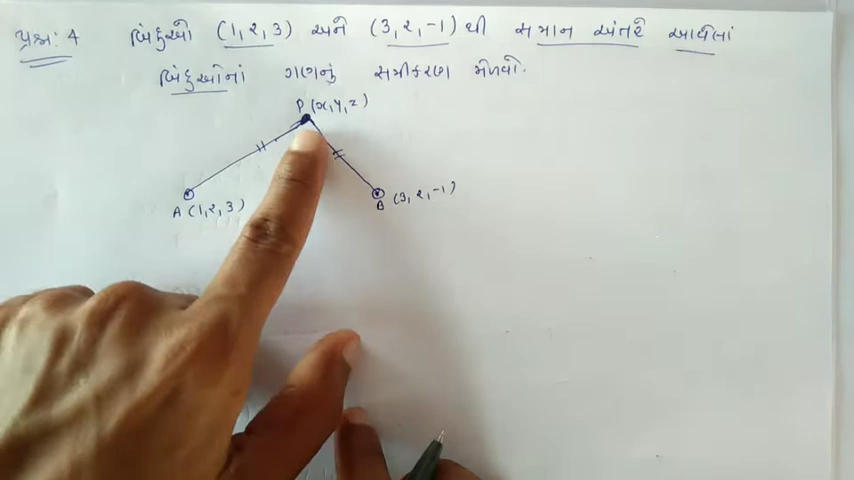 પ્રશ્ન: 4 બિંદુઓ (1, 2, 3) અને (3, 2, -1) થી સમાન અંતરે આવેલાં
બિંદુઓનાં ગણનું સમીકરણ મેળવો.
P (x, y, z)
A (1, 2, 3)
B (3, 2, -1)